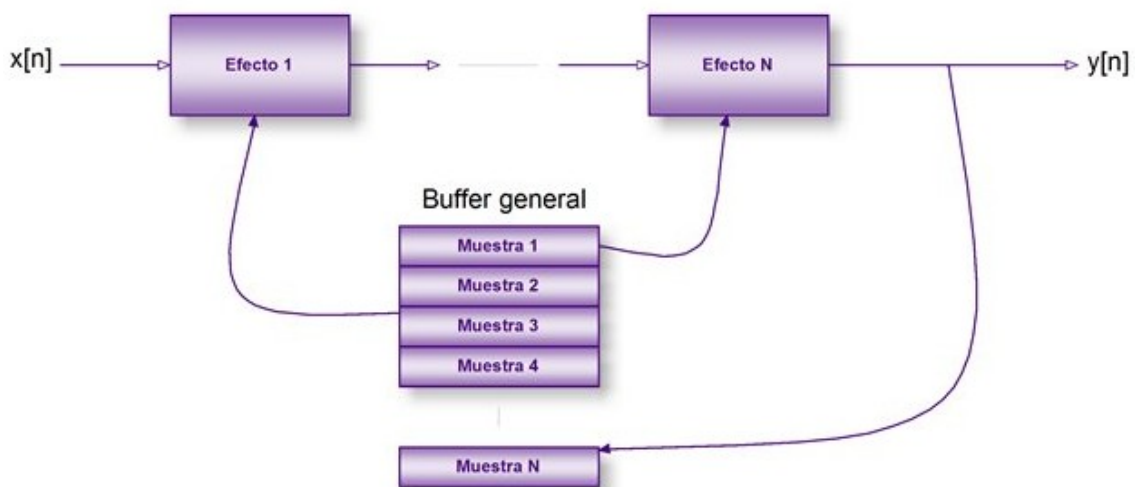 x[n]
Efecto 1
Efecto N
y[n]
Buffer general
Muestra 1
Muestra 2
Muestra 3
Muestra 4
Muestra N